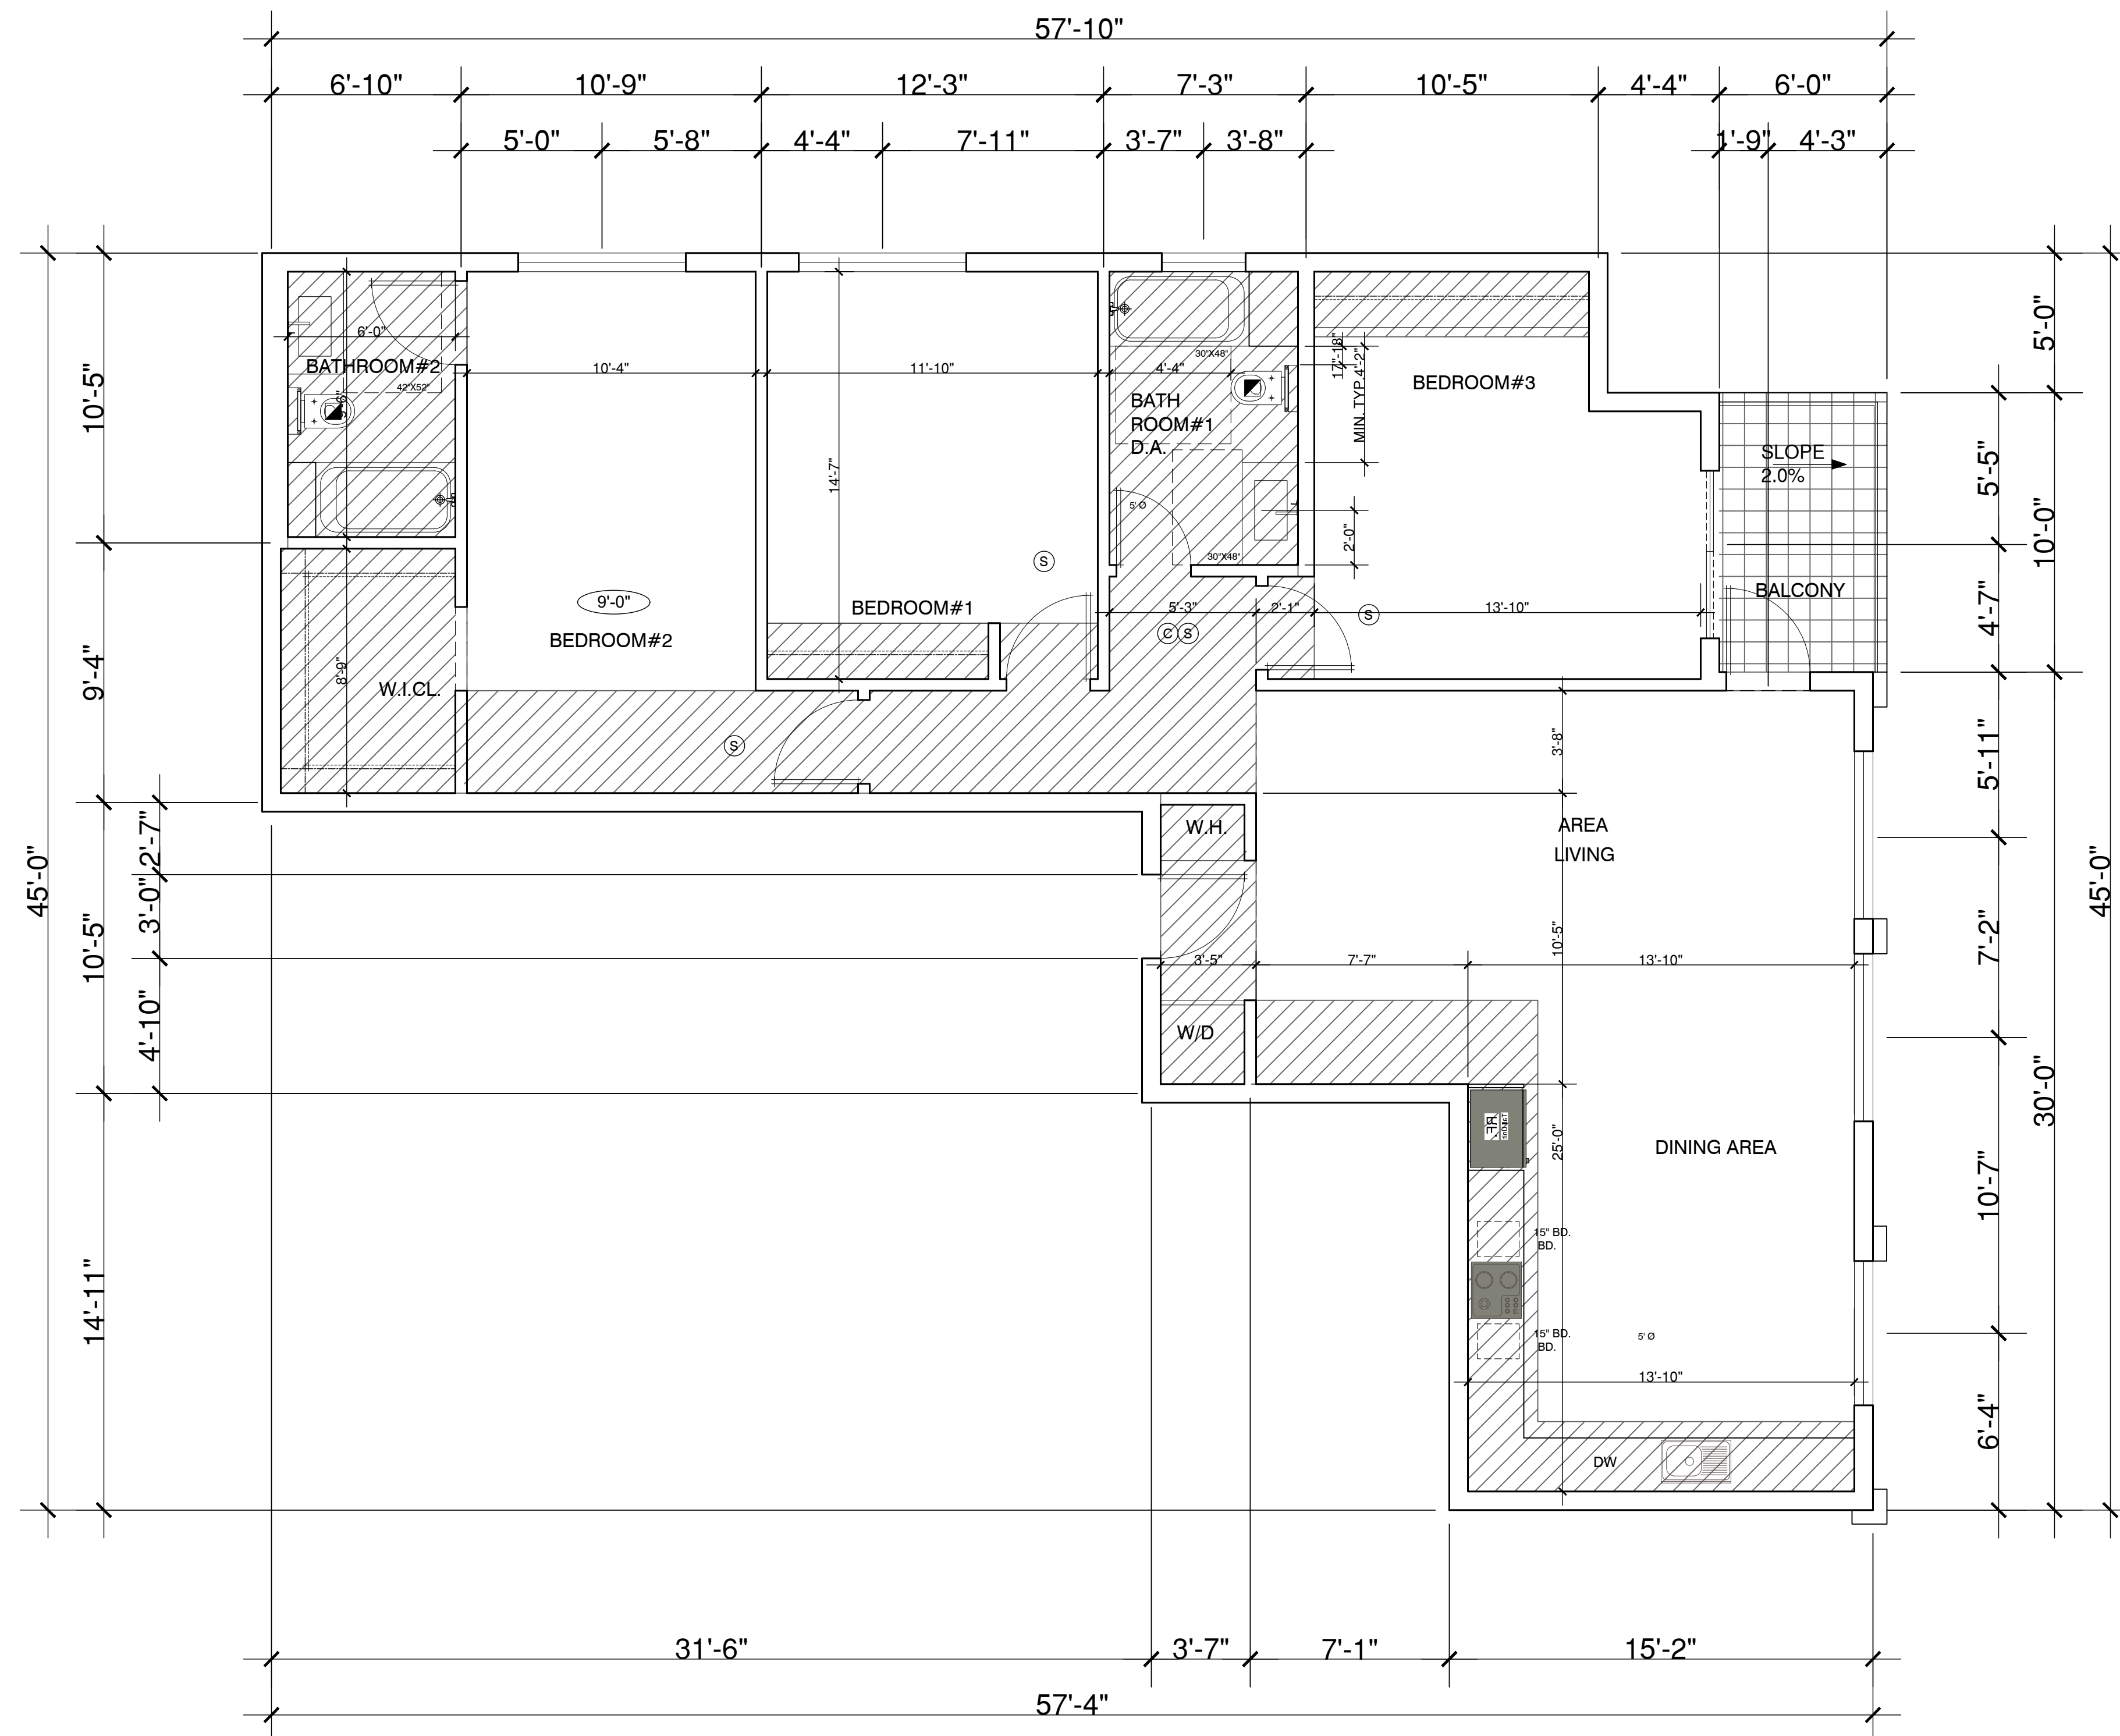 57'-10"
6'-10" 10'-9" 12'-3" 7'-3" 10'-5" 4'-4" 6'-0"
5'-0" 5'-8" 4'-4" 7'-11" 3'-7" 3'-8" 1'-9" 4'-3"
45'-0"
10'-5"
9'-4"
10'-5"
14'-11"
2'-7"
3'-0"
4'-10"
6'-0"
BATHROOM#2
42"X52"
9'-6"
8'-9"
W.I.CL.
10'-4"
9'-0"
BEDROOM#2
S
11'-10"
14'-7"
S
BEDROOM#1
30"X48"
4'-4"
BATH
ROOM#1
D.A.
5' Ø
30"X48"
17"-18"
MIN. TYP.4'-2"
2'-0"
5'-3" 2'-1" 13'-10"
C S
S
BEDROOM#3
SLOPE
2.0%
BALCONY
3'-8"
AREA
LIVING
10'-5"
W.H.
3'-5" 7'-7" 13'-10"
W/D
RF
25'-0"
DINING AREA
15" BD.
BD.
15" BD.
BD.
5' Ø
13'-10"
DW
5'-0"
10'-0"
30'-0"
5'-5"
4'-7"
5'-11"
7'-2"
10'-7"
6'-4"
45'-0"
31'-6" 3'-7" 7'-1" 15'-2"
57'-4"